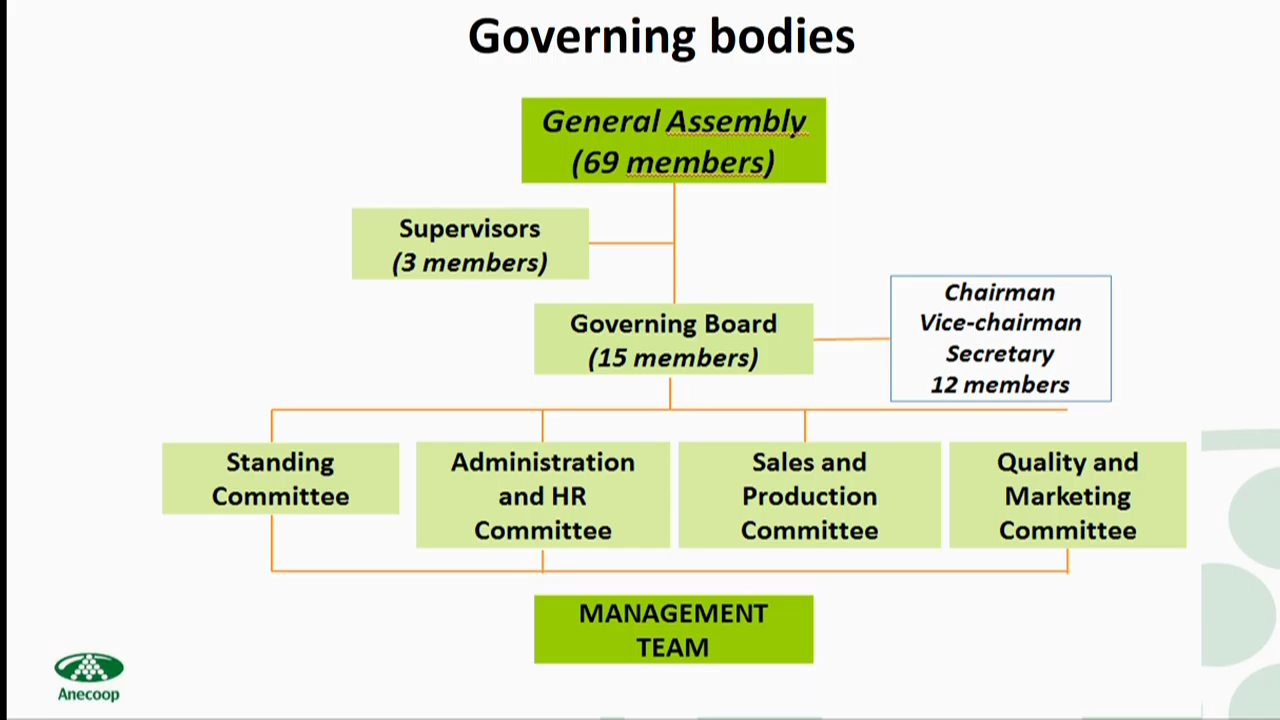 Governing bodies
General Assembly
(69 members)
Supervisors
(3 members)
Governing Board
(15 members)
Chairman
Vice-chairman
Secretary
12 members
Standing
Committee
Administration
and HR
Committee
Sales and
Production
Committee
Quality and
Marketing
Committee
MANAGEMENT
TEAM
Anecoop